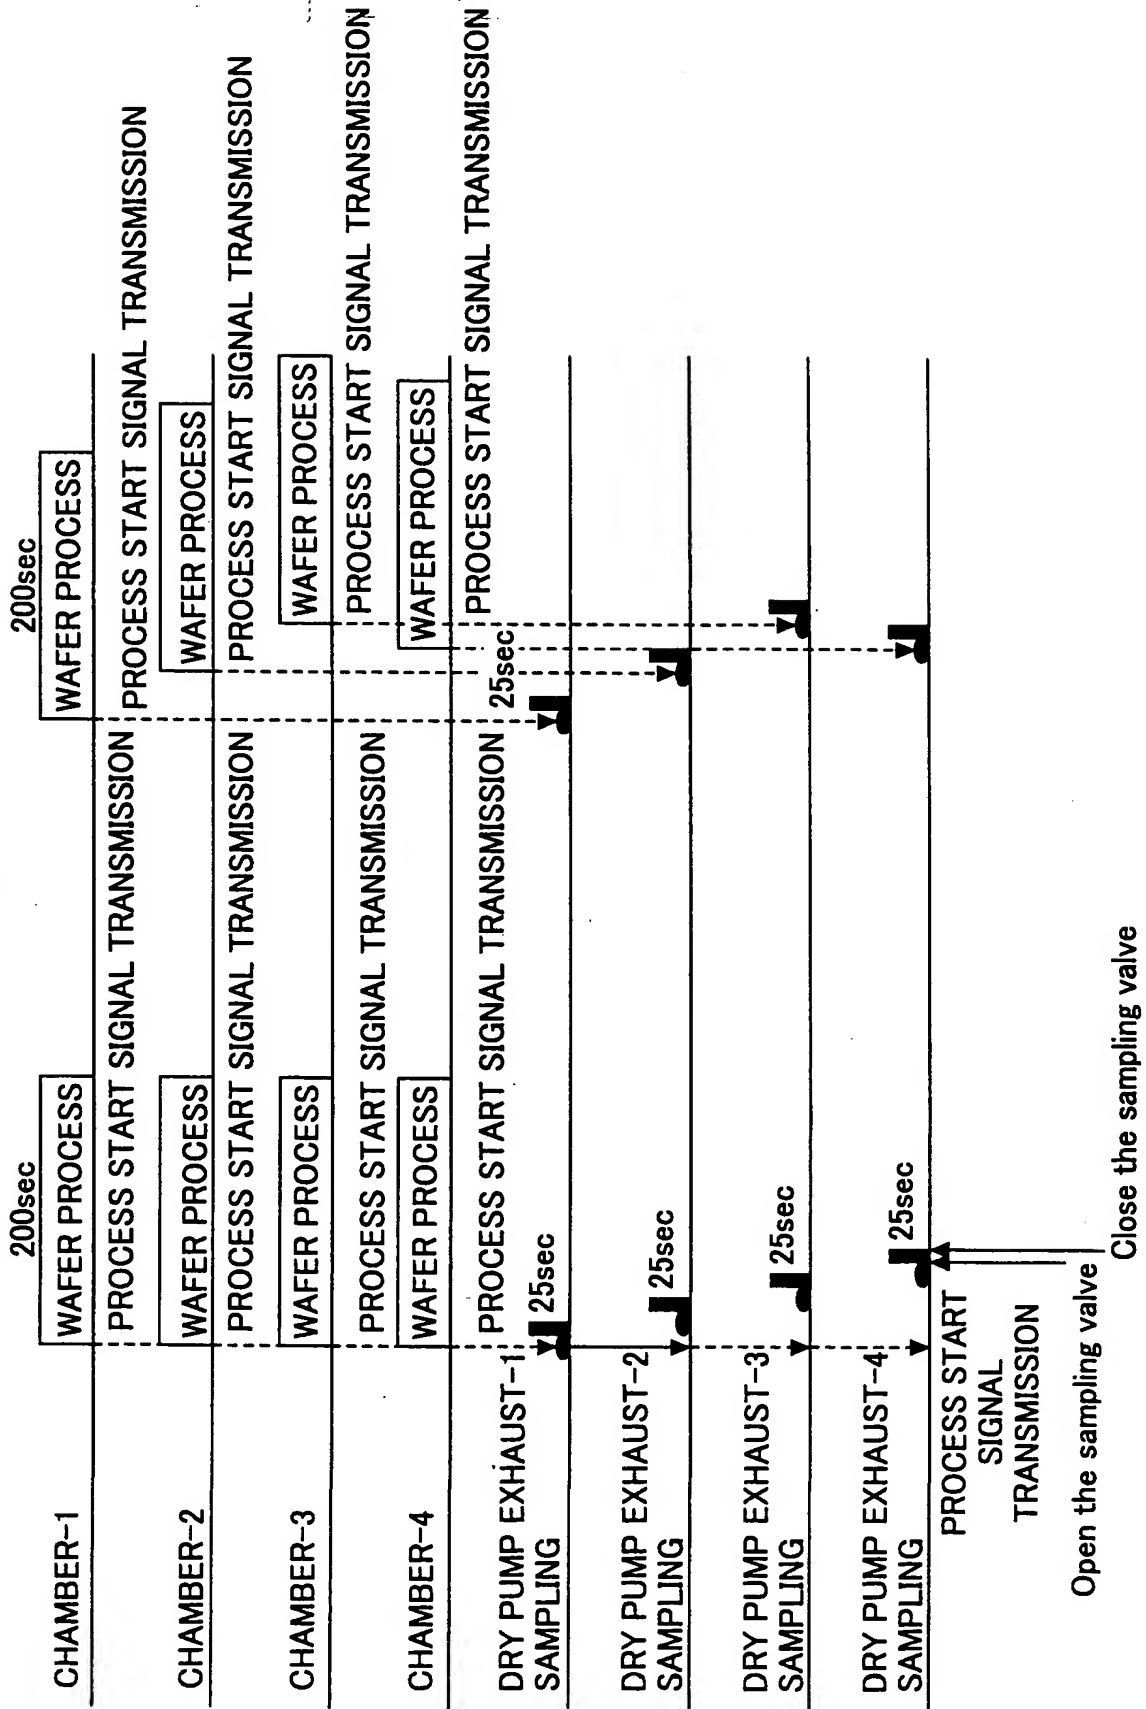 200sec
200sec
CHAMBER-1
WAFER PROCESS
WAFER PROCESS
PROCESS START SIGNAL TRANSMISSION
PROCESS START SIGNAL TRANSMISSION
CHAMBER-2
WAFER PROCESS
WAFER PROCESS
PROCESS START SIGNAL TRANSMISSION
PROCESS START SIGNAL TRANSMISSION
CHAMBER-3
WAFER PROCESS
WAFER PROCESS
PROCESS START SIGNAL TRANSMISSION
PROCESS START SIGNAL TRANSMISSION
CHAMBER-4
WAFER PROCESS
WAFER PROCESS
PROCESS START SIGNAL TRANSMISSION
PROCESS START SIGNAL TRANSMISSION
DRY PUMP EXHAUST-1
SAMPLING
25sec
25sec
DRY PUMP EXHAUST-2
SAMPLING
25sec
DRY PUMP EXHAUST-3
SAMPLING
25sec
DRY PUMP EXHAUST-4
SAMPLING
25sec
PROCESS START
SIGNAL
TRANSMISSION
Open the sampling valve
Close the sampling valve